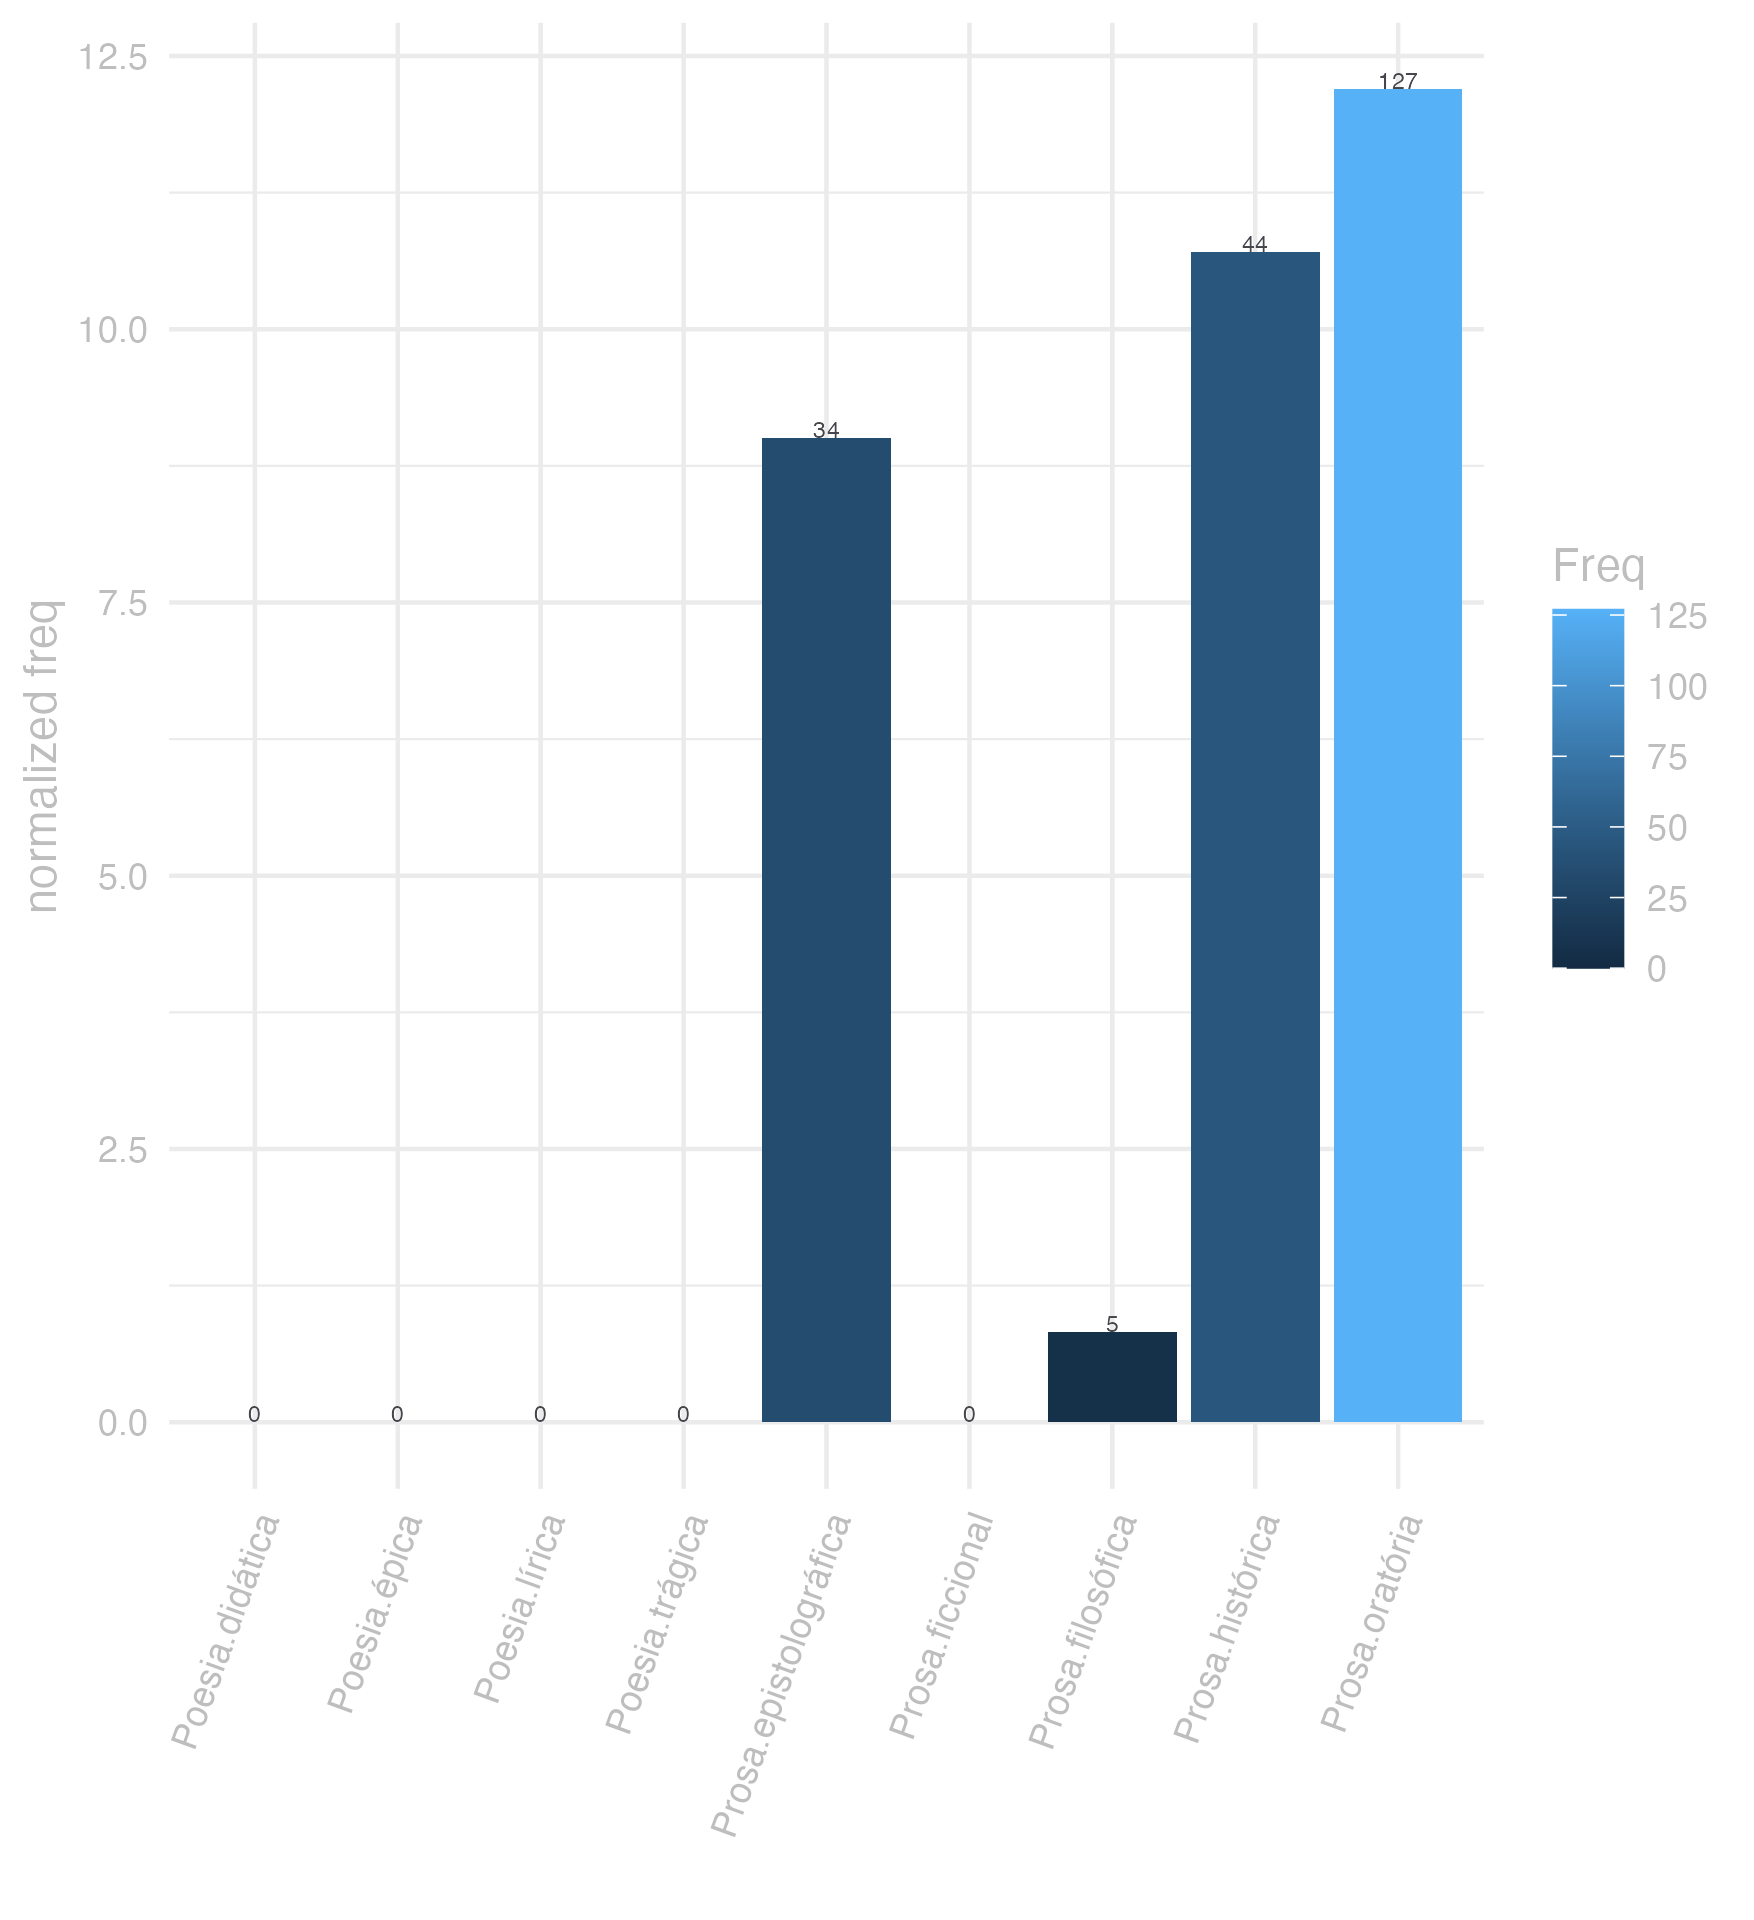 12.5
10.0
7.5
5.0
2.5
0.0
normalized freq
0
0
0
0
34
0
5
44
127
Poesia.didática
Poesia.épica
Poesia.lírica
Poesia.trágica
Prosa.epistolográfica
Prosa.ficcional
Prosa.filosófica
Prosa.histórica
Prosa.oratória
Freq
125
100
75
50
25
0